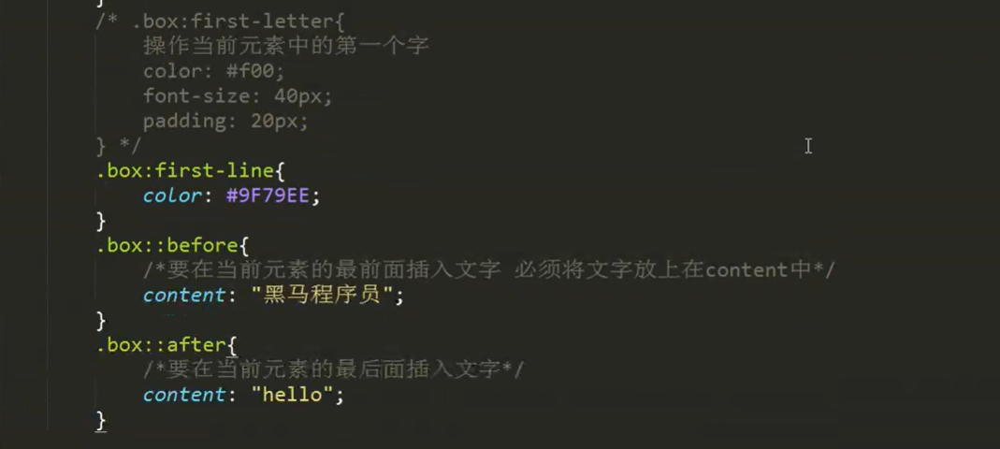 }
/* .box:first-letter{
操作当前元素中的第一个字
color: #f00;
font-size: 40px;
padding: 20px;
} */
.box:first-line{
color: #9F79EE;
}
.box::before{
/*要在当前元素的最前面插入文字 必须将文字放上在content中*/
content: "黑马程序员";
}
.box::after{
/*要在当前元素的最后面插入文字*/
content: "hello";
}